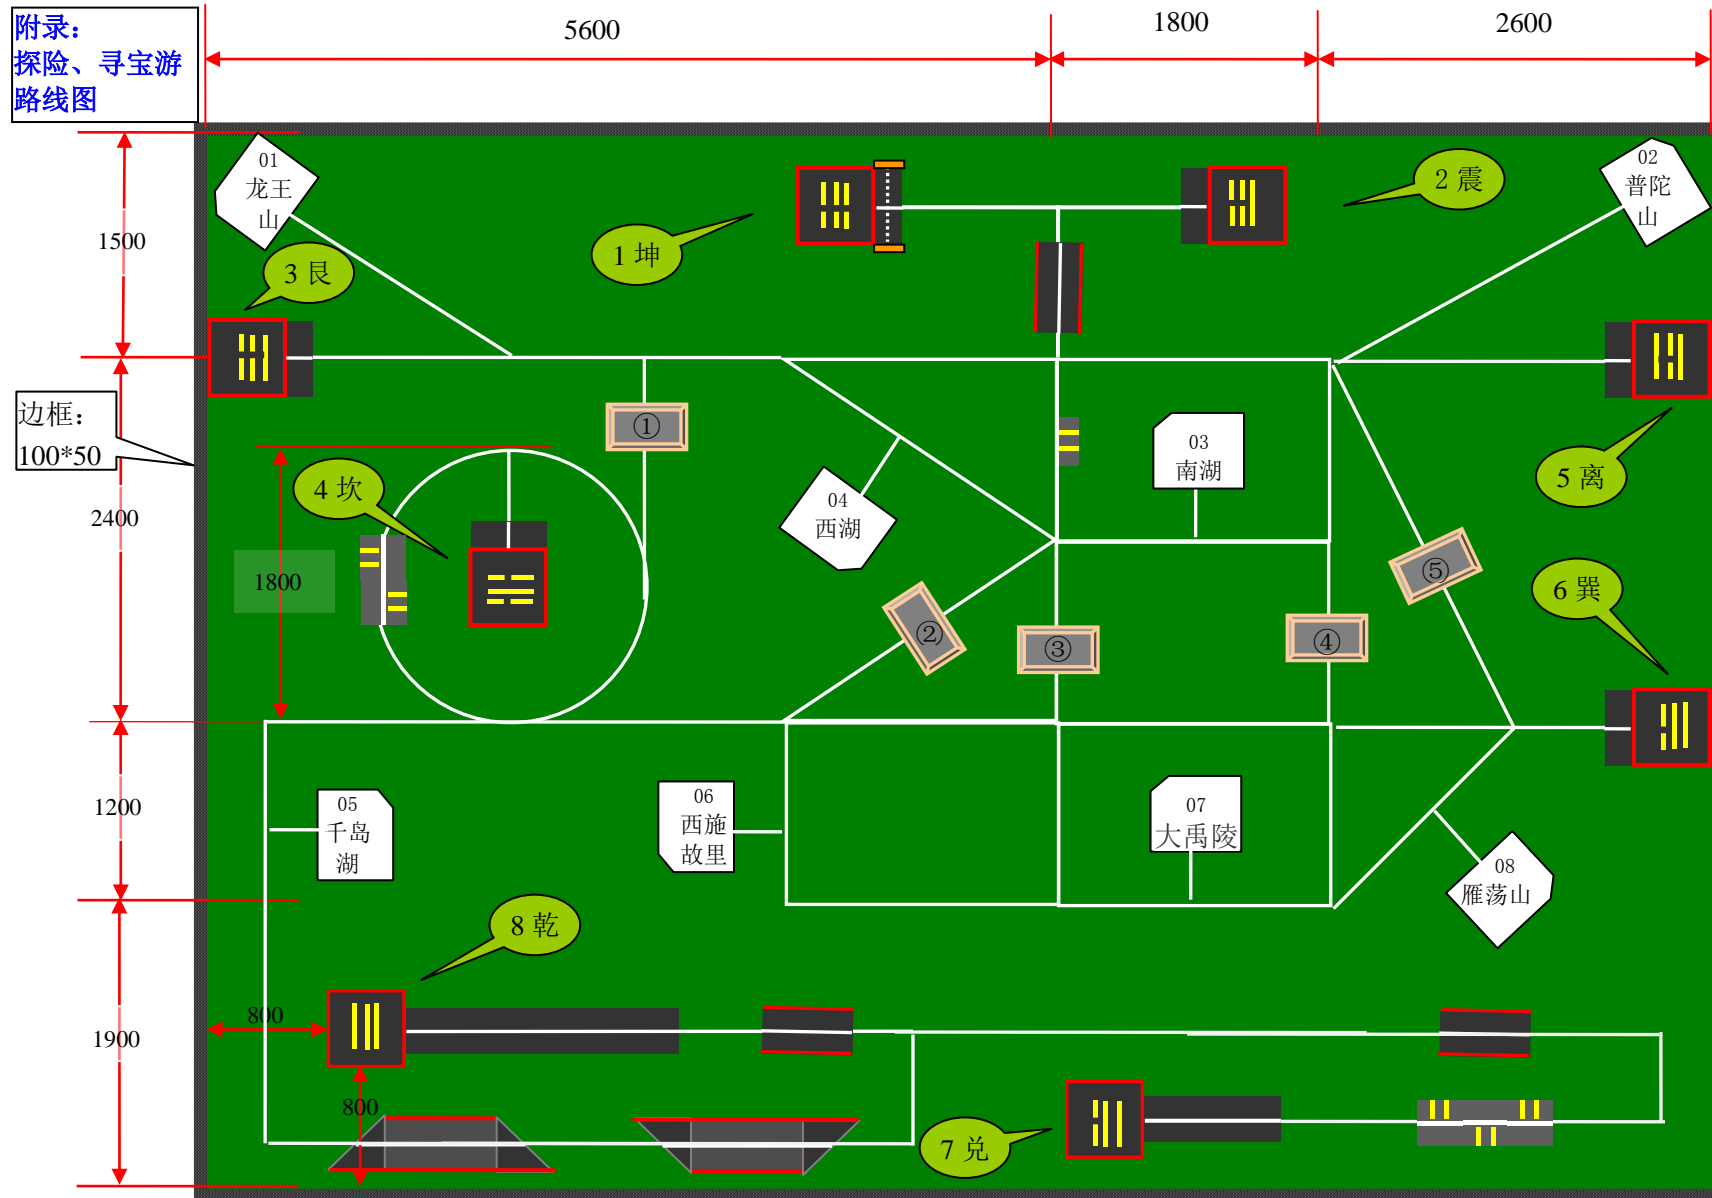 附录:
探险、寻宝游
路线图
5600
1800
2600
01
龙王
山
02
普陀
山
2震
1坤
3艮
1500
边框:
100*50
①
03
南湖
5离
4坎
04
西湖
2400
1800
⑤
6巽
②
③
④
1200
05
千岛
湖
06
西施
故里
07
大禹陵
08
雁荡山
8乾
800
1900
800
7兑